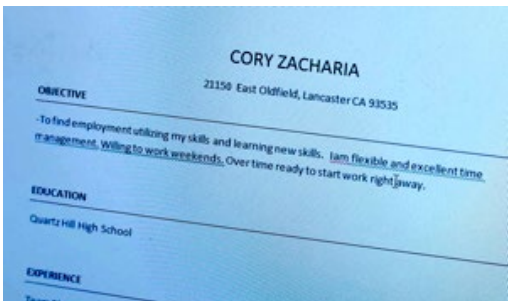 CORY ZACHARIA
21150 East Oldfield, Lancaster CA 93535
OBJECTIVE
-To find employment utilizing my skills and learning new skills. Iam flexible and excellent time
management. Willing to work weekends. Over time ready to start work right away.
EDUCATION
Quartz Hill High School
EXPERIENCE